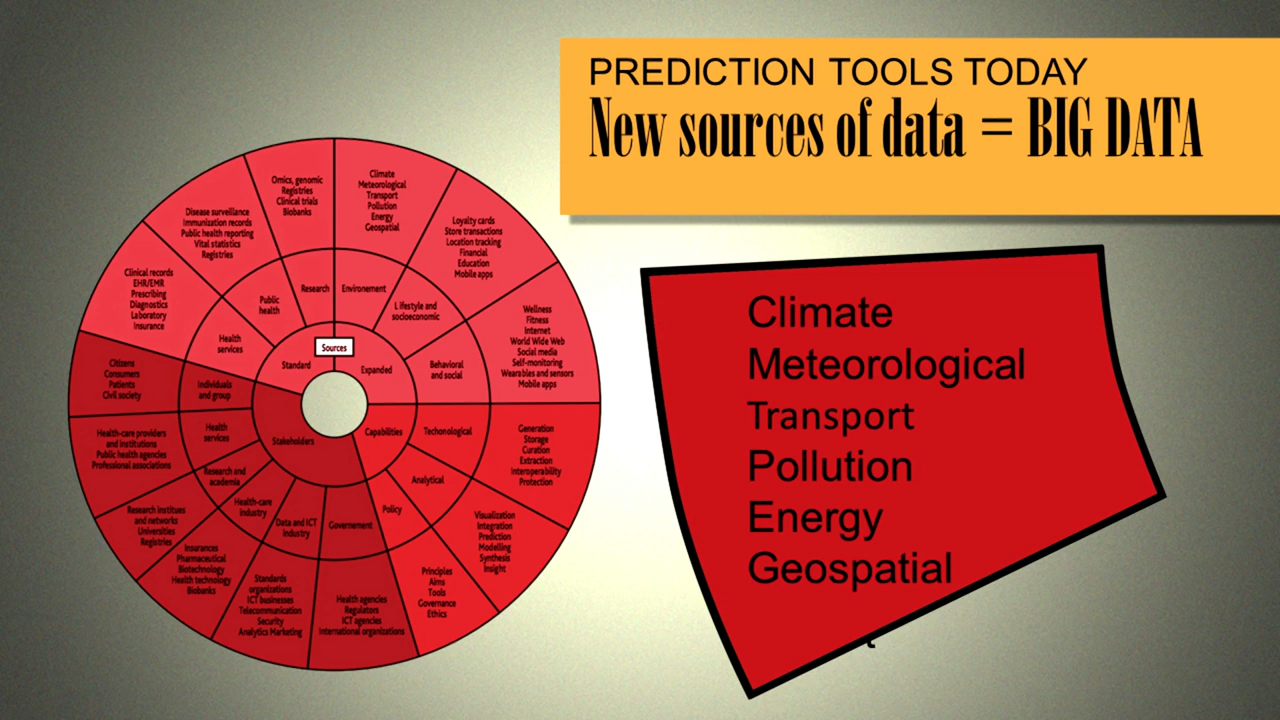 PREDICTION TOOLS TODAY
New sources of data = BIG DATA
Climate
Meteorological
Transport
Pollution
Energy
Geospatial
Sources
Standard
Expanded
Capabilities
Stakeholders
Research
Environement
L ifestyle and
socioeconomic
Behavioral
and social
Techonological
Analytical
Policy
Governement
Data and ICT
industry
Health-care
industry
Research and
academia
Health
services
Individuals
and group
Health
services
Public
health
Omics, genomic
Registries
Clinical trials
Biobanks
Climate
Meteorological
Transport
Pollution
Energy
Geospatial
Loyalty cards
Store transactions
Location tracking
Financial
Education
Mobile apps
Wellness
Fitness
Internet
World Wide Web
Social media
Self-monitoring
Wearables and sensors
Mobile apps
Generation
Storage
Curation
Extraction
Interoperability
Protection
Visualization
Integration
Prediction
Modelling
Synthesis
Insight
Principles
Aims
Tools
Governance
Ethics
Health agencies
Regulators
ICT agencies
International organizations
Standards
organizations
ICT businesses
Telecommunication
Security
Analytics Marketing
Insurances
Pharmaceutical
Biotechnology
Health technology
Biobanks
Research institues
and networks
Universities
Registries
Health-care providers
and institutions
Public health agencies
Professional associations
Citizens
Consumers
Patients
Civil society
Clinical records
EHR/EMR
Prescribing
Diagnostics
Laboratory
Insurance
Disease surveillance
Immunization records
Public health reporting
Vital statistics
Registries